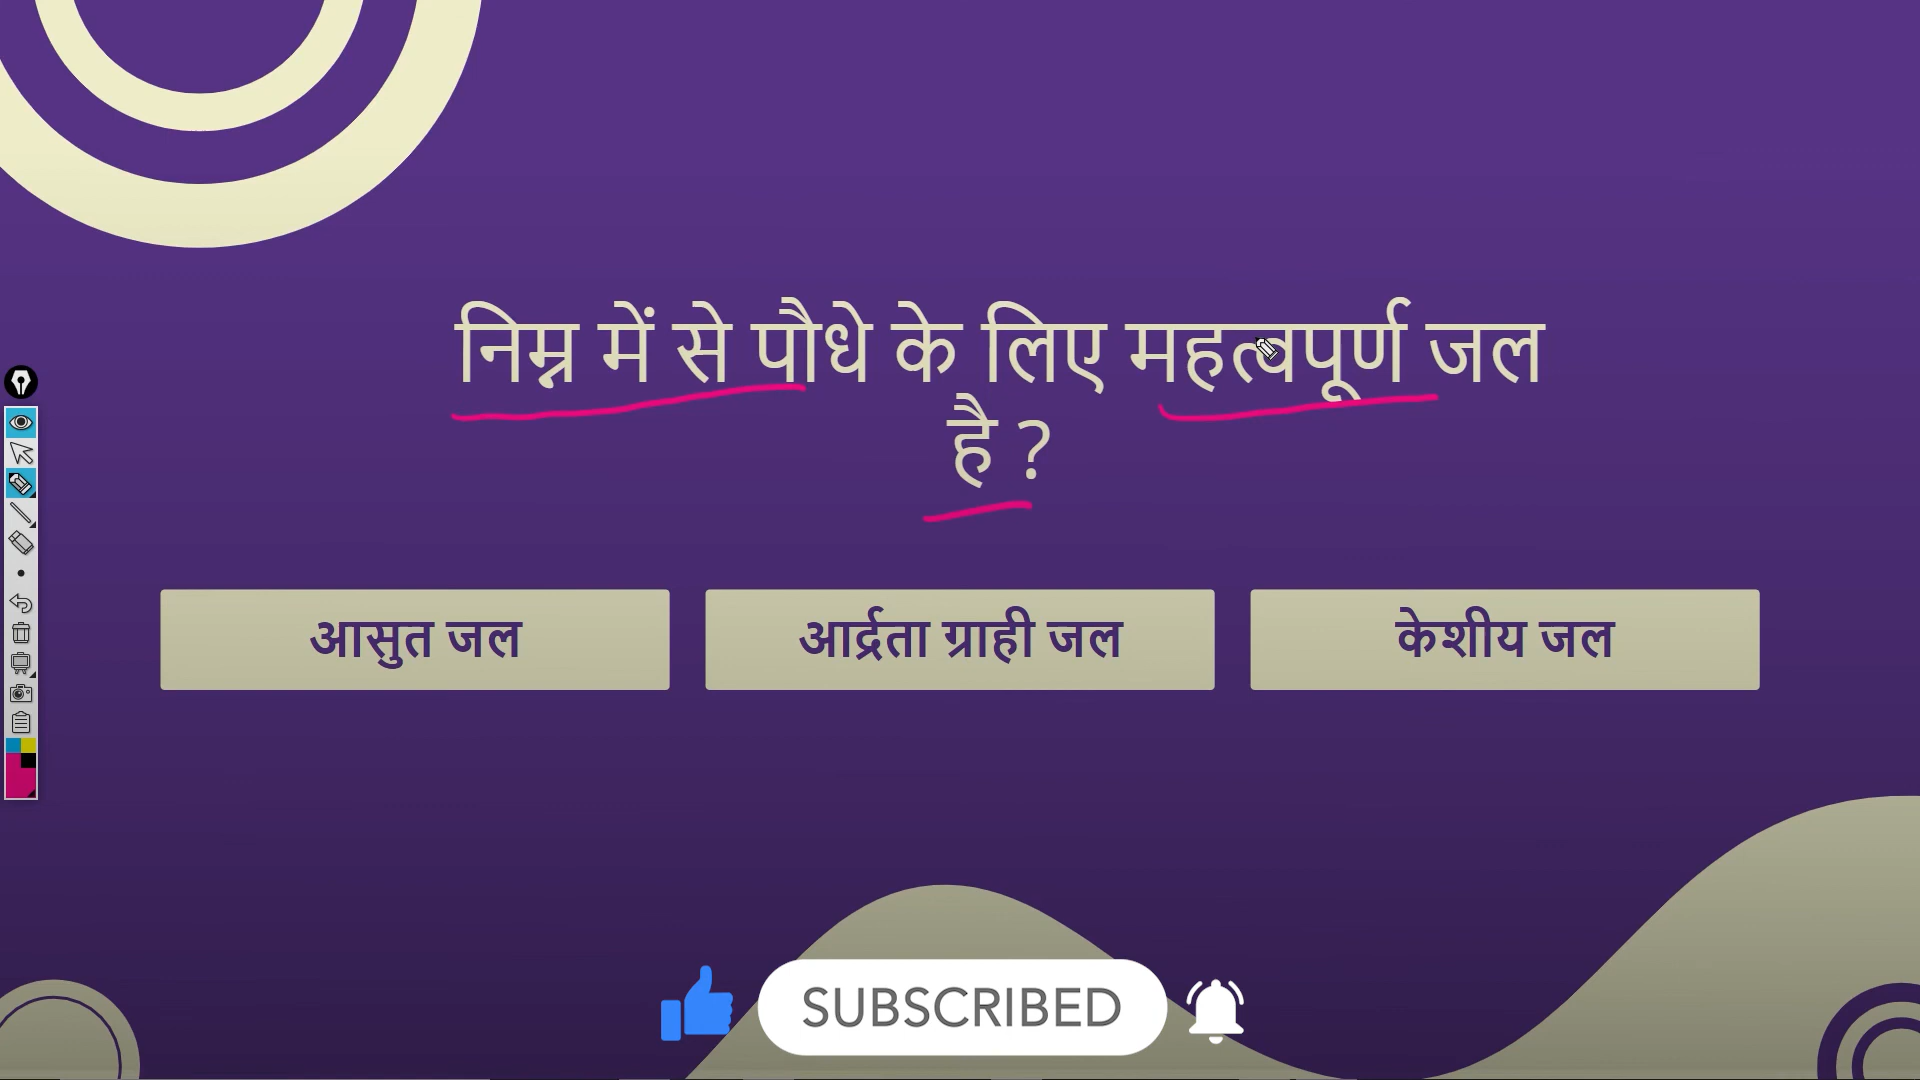 निम्न में से पौधे के लिए महत्वपूर्ण जल
है ?
आसुत जल
आर्द्रता ग्राही जल
केशीय जल
SUBSCRIBED